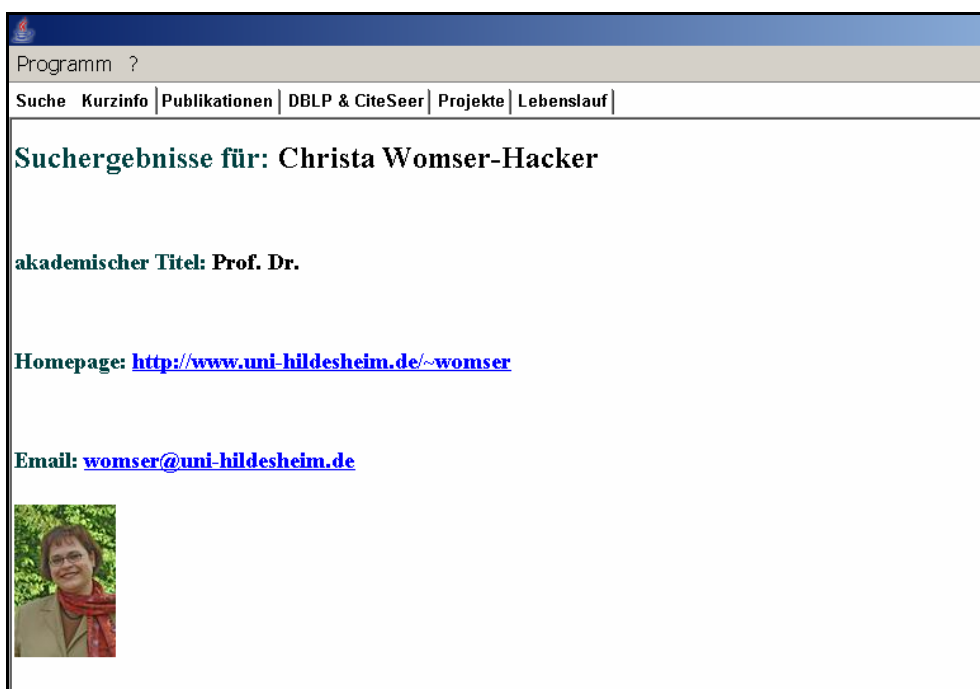 Programm ?
Suche Kurzinfo Publikationen DBLP & CiteSeer Projekte Lebenslauf
Suchergebnisse für: Christa Womser-Hacker
akademischer Titel: Prof. Dr.
Homepage: http://www.uni-hildesheim.de/~womser
Email: womser@uni-hildesheim.de